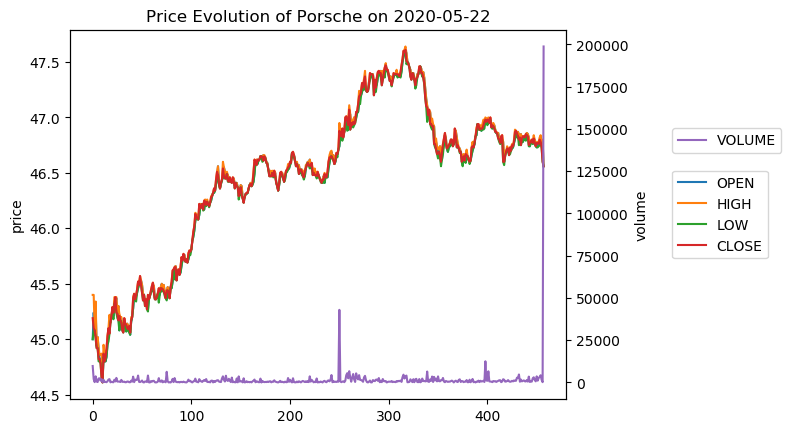 Price Evolution of Porsche on 2020-05-22
price
47.5
47.0
46.5
46.0
45.5
45.0
44.5
0
100
200
300
400
200000
175000
150000
125000
100000
75000
50000
25000
0
volume
VOLUME
OPEN
HIGH
LOW
CLOSE